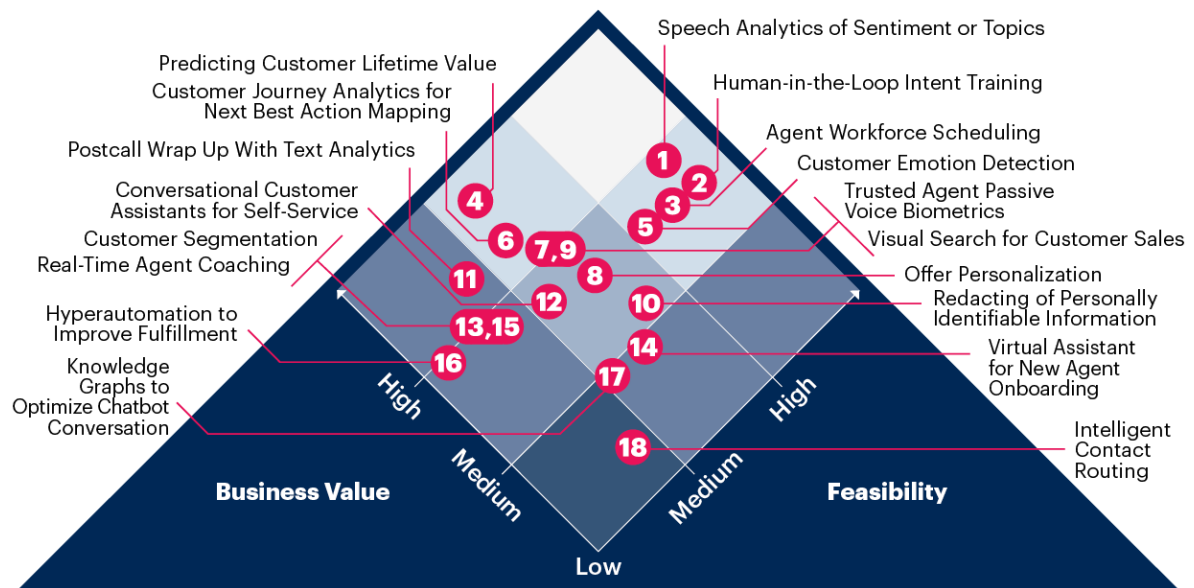 Speech Analytics of Sentiment or Topics
Predicting Customer Lifetime Value
Human-in-the-Loop Intent Training
Customer Journey Analytics for
Next Best Action Mapping
Agent Workforce Scheduling
Postcall Wrap Up With Text Analytics
Customer Emotion Detection
Conversational Customer
Assistants for Self-Service
Trusted Agent Passive
Voice Biometrics
Customer Segmentation
Visual Search for Customer Sales
Real-Time Agent Coaching
Offer Personalization
Redacting of Personally
Identifiable Information
Hyperautomation to
Improve Fulfillment
Virtual Assistant
for New Agent
Onboarding
Knowledge
Graphs to
Optimize Chatbot
Conversation
Intelligent
Contact
Routing
1
2
4
3
5
6
7,9
8
11
12
10
13,15
14
16
17
18
High
High
Medium
Medium
Low
Business Value
Feasibility